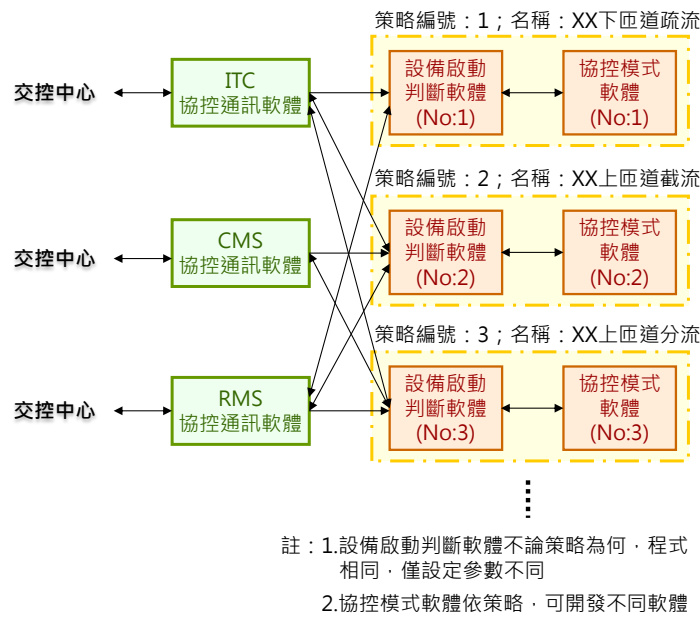 策略編號：1；名稱：XX下匝道疏流
交控中心
ITC
協控通訊軟體
設備啟動
判斷軟體
(No:1)
協控模式
軟體
(No:1)
策略編號：2；名稱：XX上匝道截流
交控中心
CMS
協控通訊軟體
設備啟動
判斷軟體
(No:2)
協控模式
軟體
(No:2)
策略編號：3；名稱：XX上匝道分流
交控中心
RMS
協控通訊軟體
設備啟動
判斷軟體
(No:3)
協控模式
軟體
(No:3)
註：1.設備啟動判斷軟體不論策略為何，程式
相同，僅設定參數不同
2.協控模式軟體依策略，可開發不同軟體